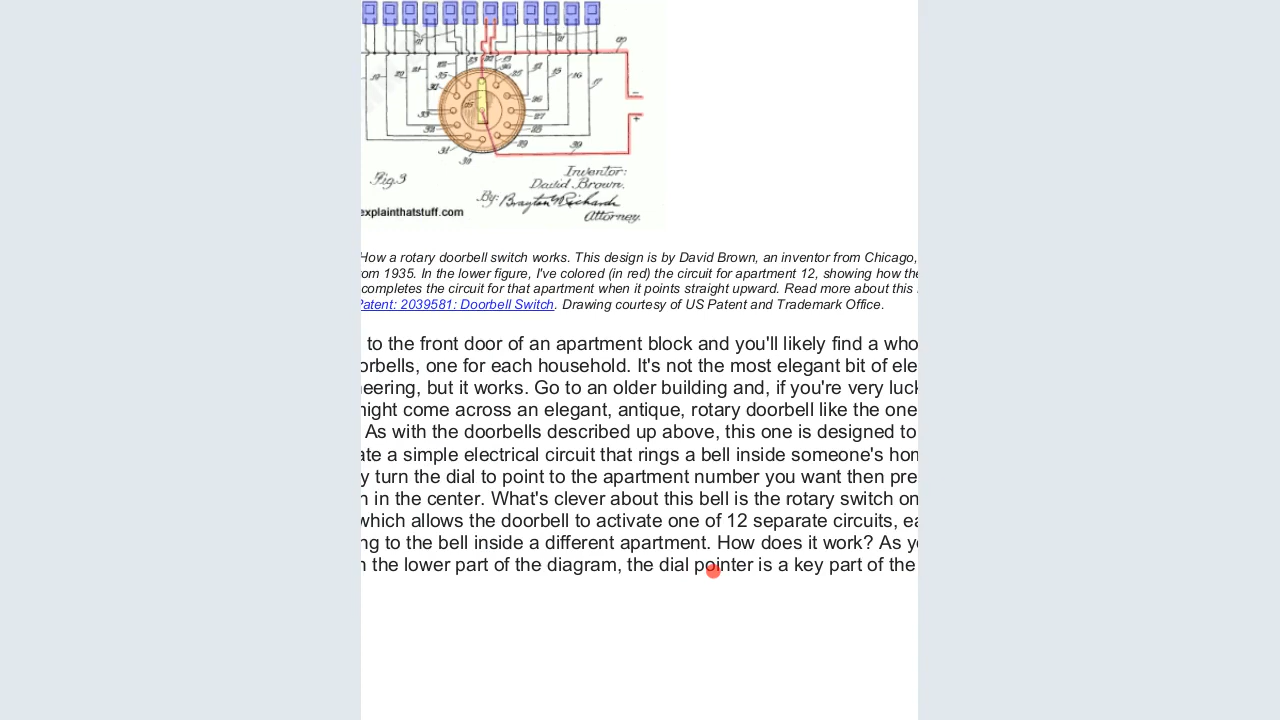 Fig.3
Inventor:
David Brown.
By:
Attorney.
explainthatstuff.com
How a rotary doorbell switch works. This design is by David Brown, an inventor from Chicago,
om 1935. In the lower figure, I've colored (in red) the circuit for apartment 12, showing how the
completes the circuit for that apartment when it points straight upward. Read more about this
Patent: 2039581: Doorbell Switch. Drawing courtesy of US Patent and Trademark Office.
to the front door of an apartment block and you'll likely find a who
orbells, one for each household. It's not the most elegant bit of ele
eering, but it works. Go to an older building and, if you're very luck
ight come across an elegant, antique, rotary doorbell like the one
As with the doorbells described up above, this one is designed to
ate a simple electrical circuit that rings a bell inside someone's hom
y turn the dial to point to the apartment number you want then pre
n in the center. What's clever about this bell is the rotary switch on
which allows the doorbell to activate one of 12 separate circuits, ea
ng to the bell inside a different apartment. How does it work? As y
n the lower part of the diagram, the dial pointer is a key part of the